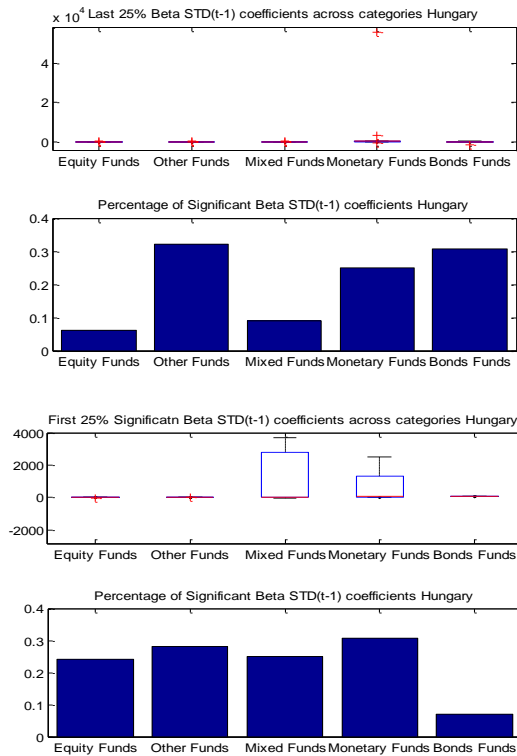 Last 25% Beta STD(t-1) coefficients across categories Hungary
x 10^4
4
2
0
Equity Funds Other Funds Mixed Funds Monetary Funds Bonds Funds
Percentage of Significant Beta STD(t-1) coefficients Hungary
0.4
0.3
0.2
0.1
0
Equity Funds Other Funds Mixed Funds Monetary Funds Bonds Funds
First 25% Significatn Beta STD(t-1) coefficients across categories Hungary
4000
2000
0
-2000
Equity Funds Other Funds Mixed Funds Monetary Funds Bonds Funds
Percentage of Significant Beta STD(t-1) coefficients Hungary
0.4
0.3
0.2
0.1
0
Equity Funds Other Funds Mixed Funds Monetary Funds Bonds Funds